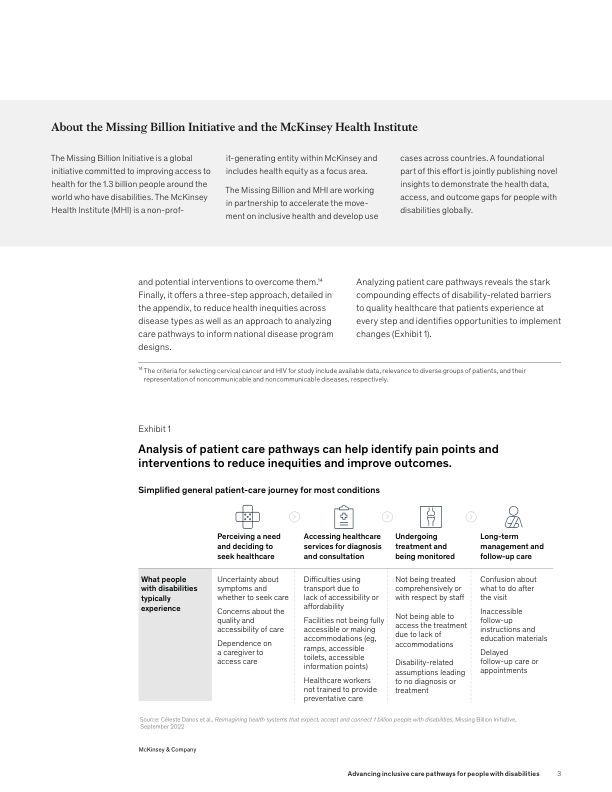 About the Missing Billion Initiative and the McKinsey Health Institute
The Missing Billion Initiative is a global
initiative committed to improving access to
health for the 1.3 billion people around the
world who have disabilities. The McKinsey
Health Institute (MHI) is a non-prof-
it-generating entity within McKinsey and
includes health equity as a focus area.
The Missing Billion and MHI are working
in partnership to accelerate the move-
ment on inclusive health and develop use
cases across countries. A foundational
part of this effort is jointly publishing novel
insights to demonstrate the health data,
access, and outcome gaps for people with
disabilities globally.
and potential interventions to overcome them.¹⁴
Finally, it offers a three-step approach, detailed in
the appendix, to reduce health inequities across
disease types as well as an approach to analyzing
care pathways to inform national disease program
designs.
Analyzing patient care pathways reveals the stark
compounding effects of disability-related barriers
to quality healthcare that patients experience at
every step and identifies opportunities to implement
changes (Exhibit 1).
¹⁴ The criteria for selecting cervical cancer and HIV for study include available data, relevance to diverse groups of patients, and their
representation of noncommunicable and noncommunicable diseases, respectively.
Exhibit 1
Analysis of patient care pathways can help identify pain points and
interventions to reduce inequities and improve outcomes.
Simplified general patient-care journey for most conditions
Perceiving a need
and deciding to
seek healthcare
Accessing healthcare
services for diagnosis
and consultation
Undergoing
treatment and
being monitored
Long-term
management and
follow-up care
What people
with disabilities
typically
experience
Uncertainty about
symptoms and
whether to seek care
Concerns about the
quality and
accessibility of care
Dependence on
a caregiver to
access care
Difficulties using
transport due to
lack of accessibility or
affordability
Facilities not being fully
accessible or making
accommodations (eg,
ramps, accessible
toilets, accessible
information points)
Healthcare workers
not trained to provide
preventative care
Not being treated
comprehensively or
with respect by staff
Not being able to
access the treatment
due to lack of
accommodations
Disability-related
assumptions leading
to no diagnosis or
treatment
Confusion about
what to do after
the visit
Inaccessible
follow-up
instructions and
education materials
Delayed
follow-up care or
appointments
Source: Céleste Danos et al., Reimagining health systems that expect, accept and connect 1 billion people with disabilities, Missing Billion Initiative,
September 2022
McKinsey & Company
Advancing inclusive care pathways for people with disabilities 3